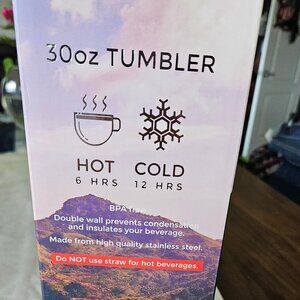 30oz TUMBLER
HOT COLD
6 HRS 12 HRS
BPA
Double wall prevents condensation
and insulates your beverage.
Made from high quality stainless steel.
Do NOT use straw for hot beverages.